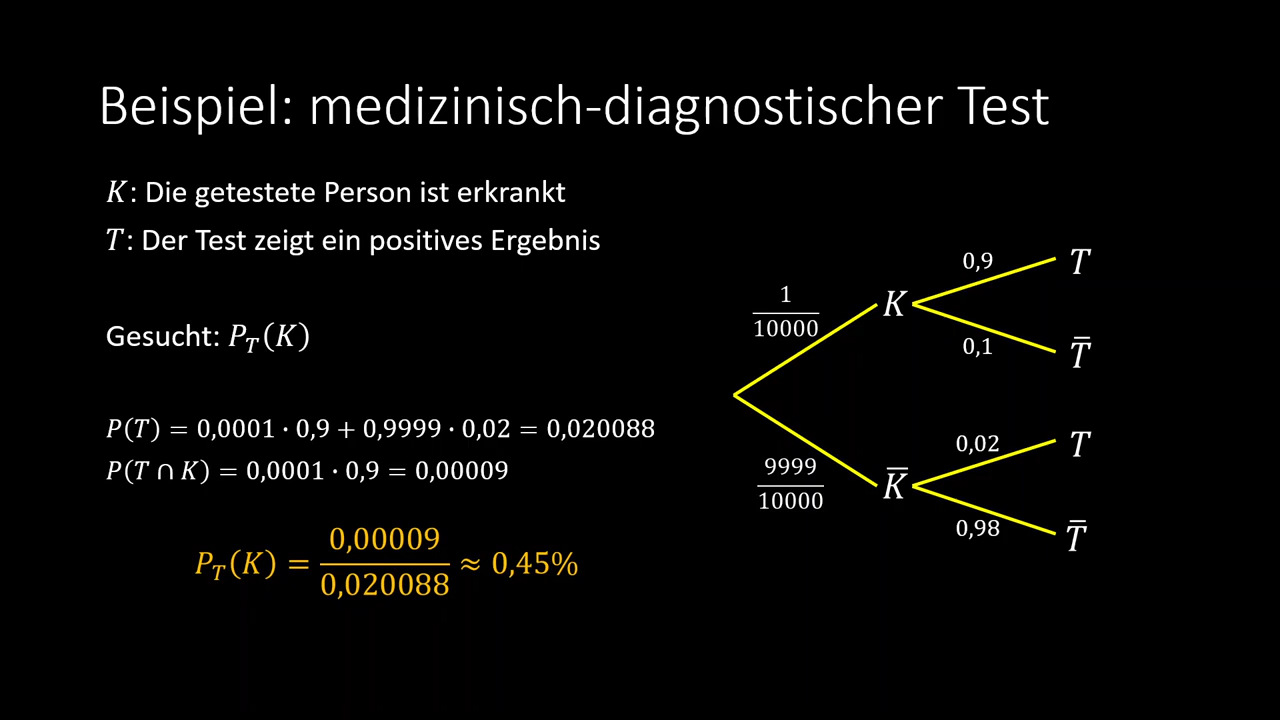 Beispiel: medizinisch-diagnostischer Test
K: Die getestete Person ist erkrankt
T: Der Test zeigt ein positives Ergebnis
Gesucht: P_T(K)
P(T) = 0,0001 · 0,9 + 0,9999 · 0,02 = 0,020088
P(T ∩ K) = 0,0001 · 0,9 = 0,00009
P_T(K) = 0,00009 / 0,020088 ≈ 0,45%
1/10000
K
0,9
T
0,1
T̅
9999/10000
K̅
0,02
T
0,98
T̅